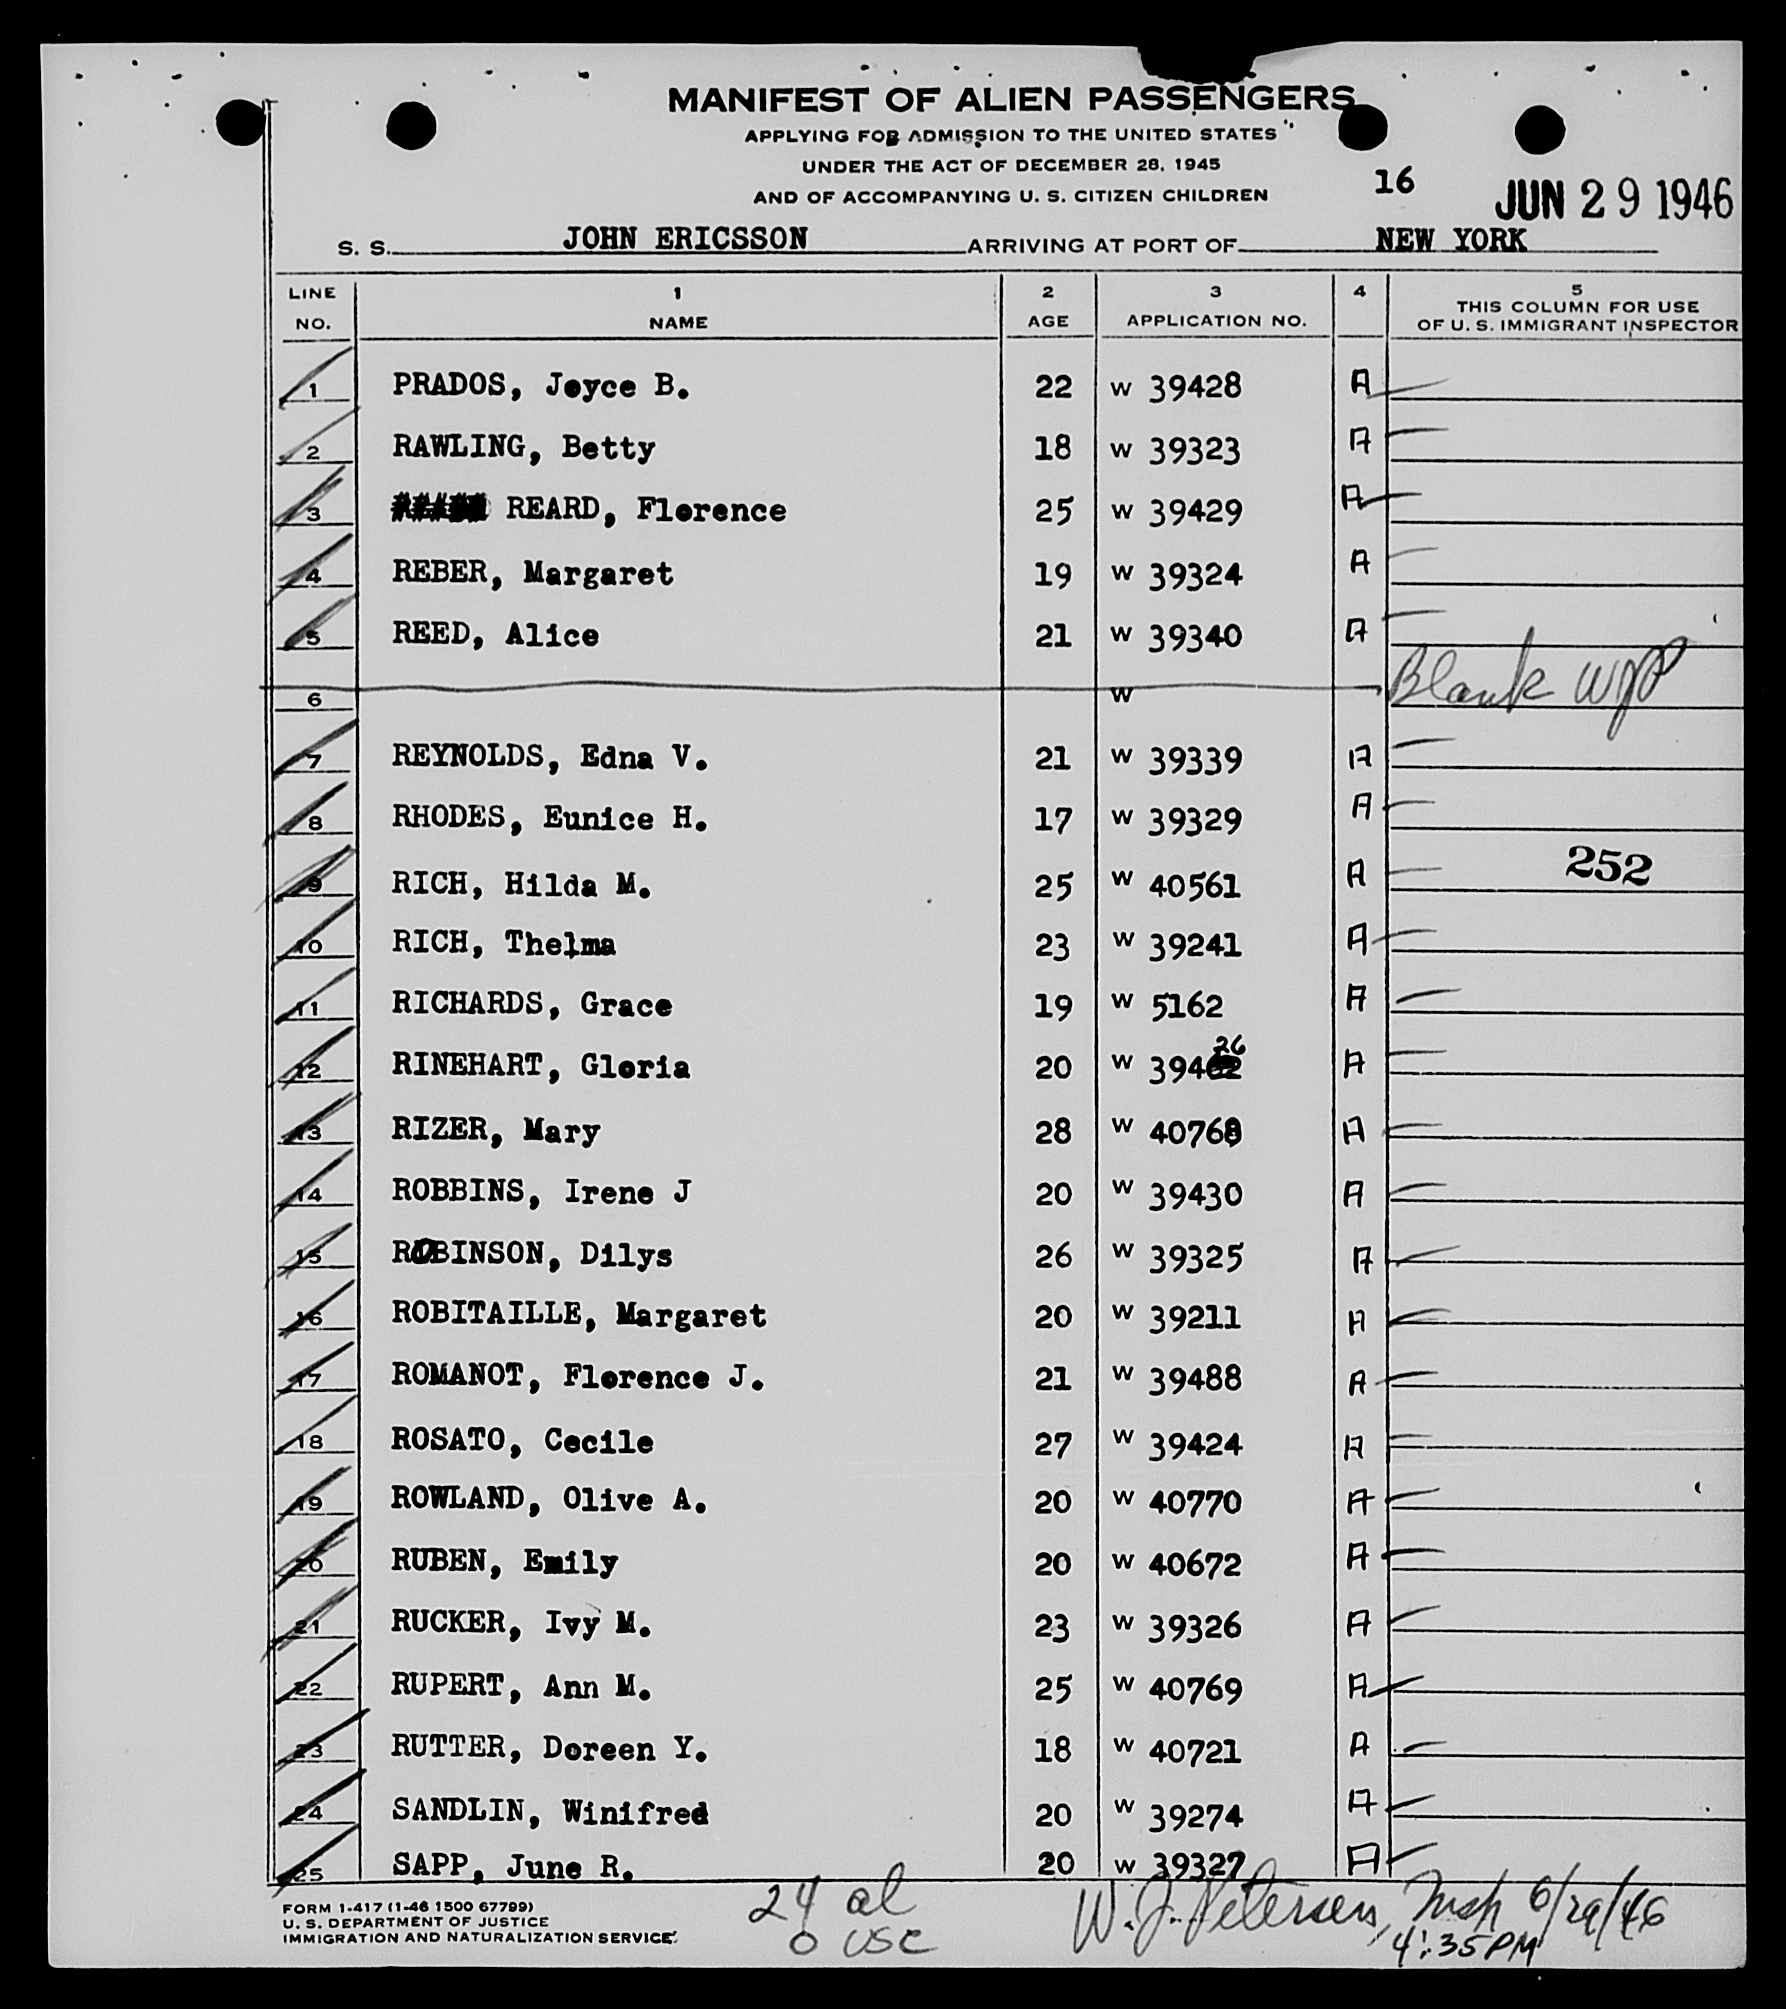 MANIFEST OF ALIEN PASSENGERS
APPLYING FOR ADMISSION TO THE UNITED STATES
UNDER THE ACT OF DECEMBER 28, 1945
AND OF ACCOMPANYING U. S. CITIZEN CHILDREN
16
JUN 29 1946
S. S. JOHN ERICSSON ARRIVING AT PORT OF NEW YORK
LINE NO. 1 NAME 2 AGE 3 APPLICATION NO. 4 5 THIS COLUMN FOR USE OF U. S. IMMIGRANT INSPECTOR
1 PRADOS, Joyce B. 22 W 39428 A
2 RAWLING, Betty 18 W 39323 A
3 REARD, Florence 25 W 39429 A
4 REBER, Margaret 19 W 39324 A
5 REED, Alice 21 W 39340 A
6 W Blank WJP
7 REYNOLDS, Edna V. 21 W 39339 A
8 RHODES, Eunice H. 17 W 39329 A
252
9 RICH, Hilda M. 25 W 40561 A
10 RICH, Thelma 23 W 39241 A
11 RICHARDS, Grace 19 W 5162 A
12 RINEHART, Gloria 20 W 39426 A
13 RIZER, Mary 28 W 40768 A
14 ROBBINS, Irene J 20 W 39430 A
15 ROBINSON, Dilys 26 W 39325 A
16 ROBITAILLE, Margaret 20 W 39211 A
17 ROMANOT, Florence J. 21 W 39488 A
18 ROSATO, Cecile 27 W 39424 A
19 ROWLAND, Olive A. 20 W 40770 A
20 RUBEN, Emily 20 W 40672 A
21 RUCKER, Ivy M. 23 W 39326 A
22 RUPERT, Ann M. 25 W 40769 A
23 RUTTER, Doreen Y. 18 W 40721 A
24 SANDLIN, Winifred 20 W 39274 A
25 SAPP, June R. 20 W 39327 A
FORM 1-417 (1-46 1500 67799)
U. S. DEPARTMENT OF JUSTICE
IMMIGRATION AND NATURALIZATION SERVICE
24 al
0 USC
W. J. Petersen, Insp 6/29/46
4:35 PM